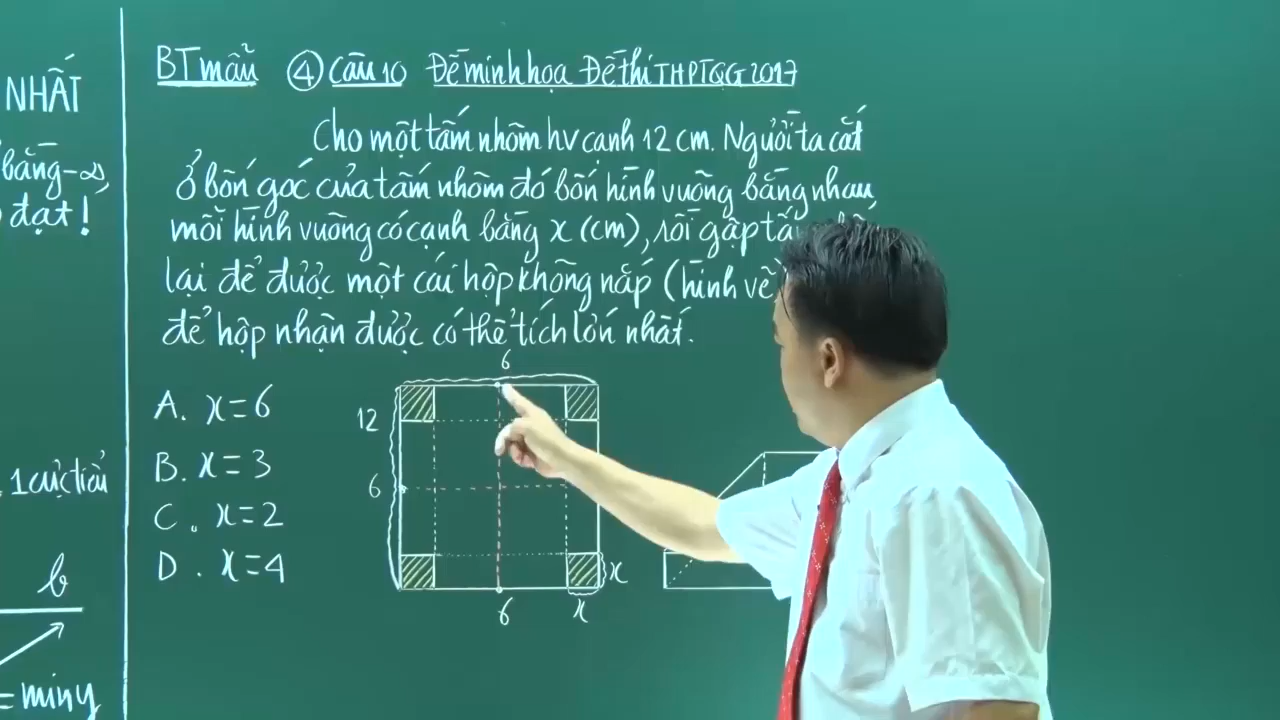 NHẤT
bằng -∞,
đạt!
1 cực tiểu
b
= miny
BT mẫu ④ Câu 10 Đề minh họa Đề thi THPTQG 2017
Cho một tấm nhôm hv cạnh 12 cm. Người ta cắt
ở bốn góc của tấm nhôm đó bốn hình vuông bằng nhau,
mỗi hình vuông có cạnh bằng x (cm), rồi gập
lại để được một cái hộp không nắp (hình vẽ
để hộp nhận được có thể tích lớn nhất.
A. x=6
B. x=3
C. x=2
D. x=4
6
12
6
x
6
x